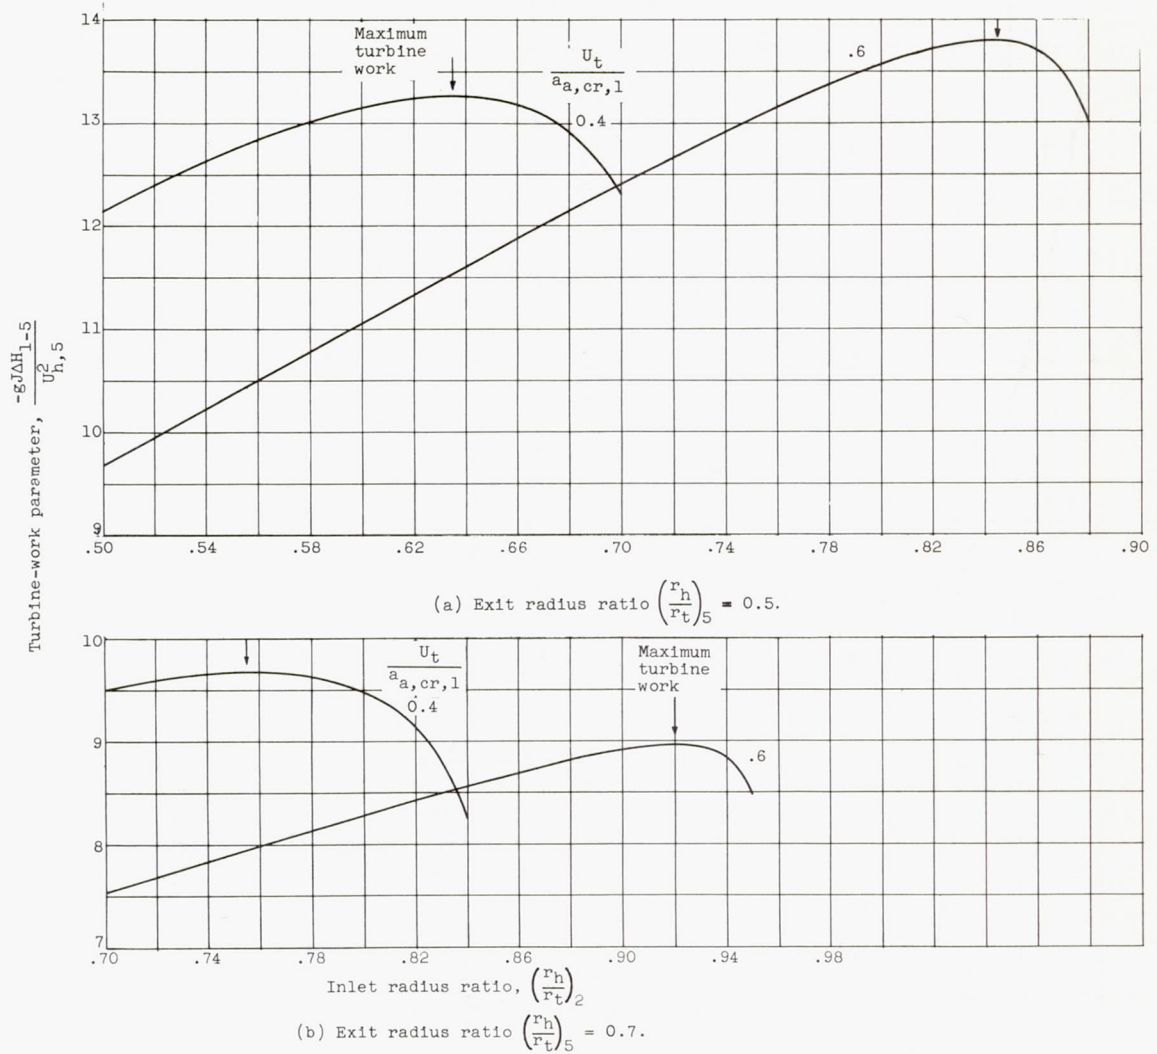 14
13
12
11
10
9
Maximum
turbine
work
U_t
a_a,cr,1
0.4
.6
.50 .54 .58 .62 .66 .70 .74 .78 .82 .86 .90
(a) Exit radius ratio (r_h/r_t)_5 = 0.5.
Turbine-work parameter, -gJΔH_1-5 / U²_h,5
10
9
8
7
U_t
a_a,cr,1
0.4
Maximum
turbine
work
.6
.70 .74 .78 .82 .86 .90 .94 .98
Inlet radius ratio, (r_h/r_t)_2
(b) Exit radius ratio (r_h/r_t)_5 = 0.7.